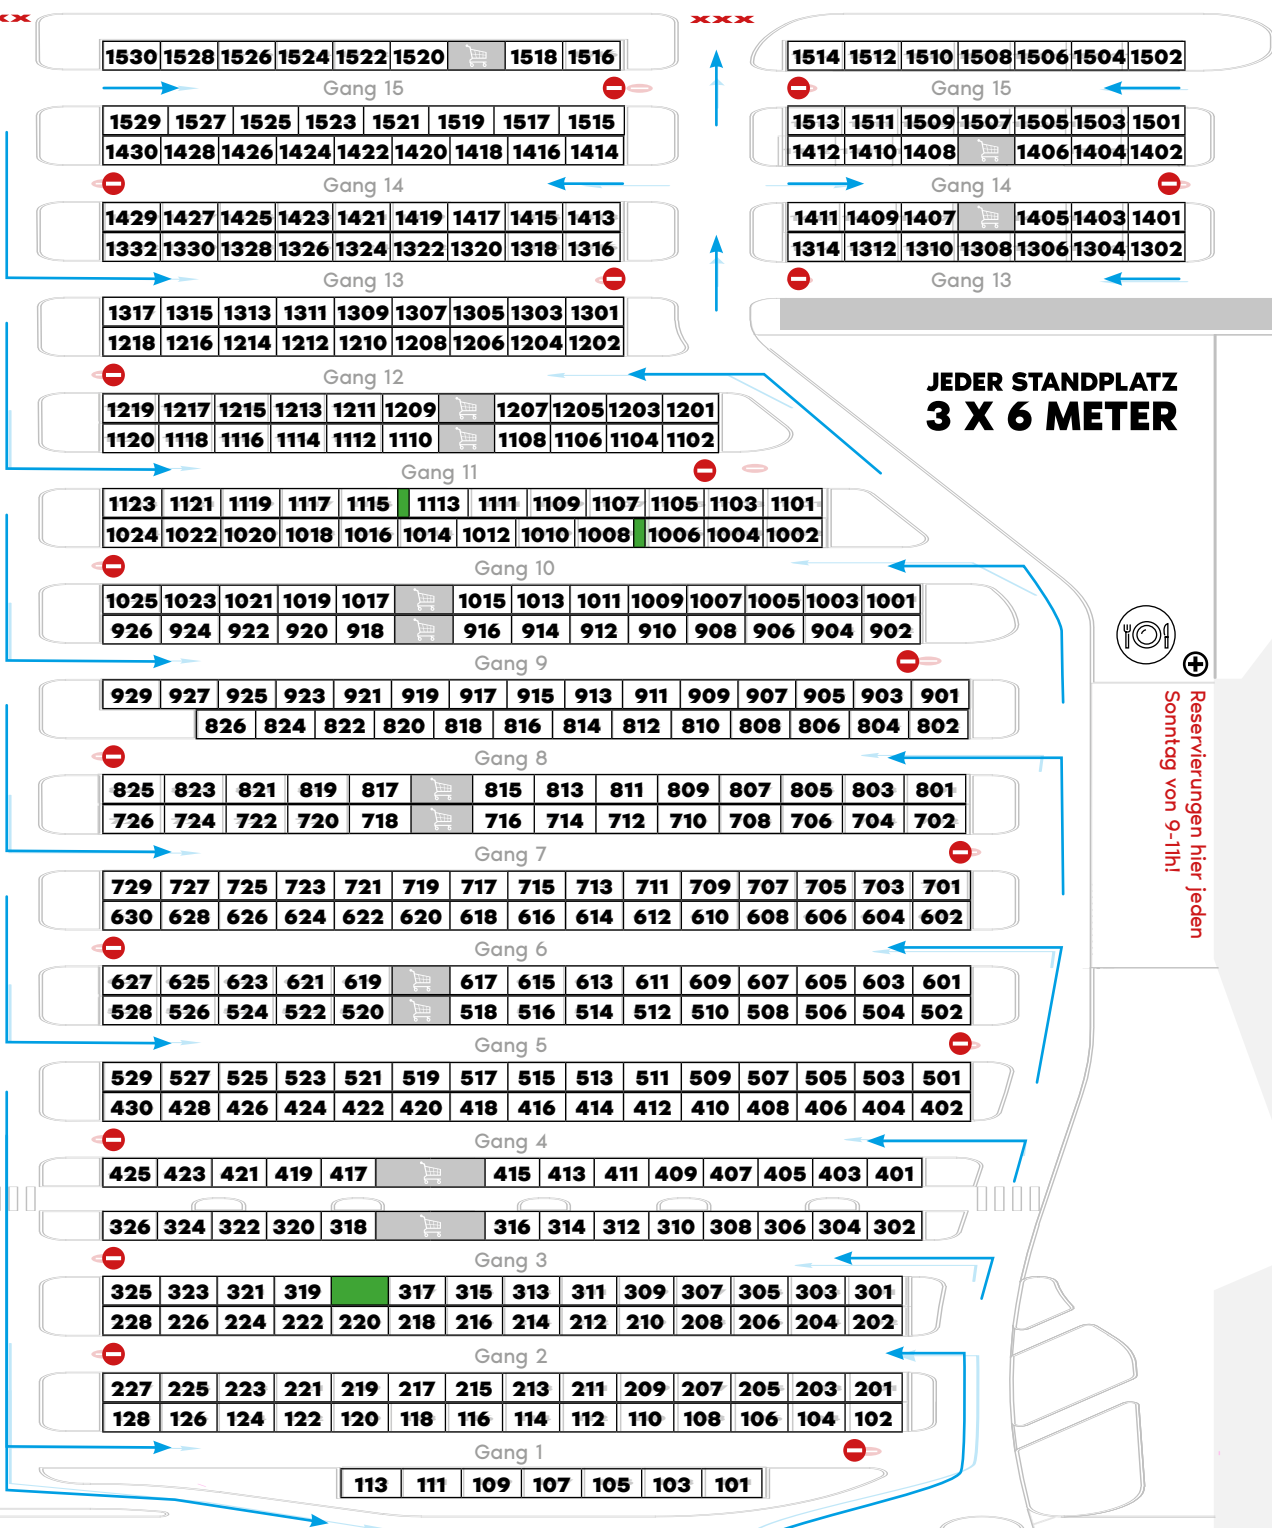 xxx
1530 1528 1526 1524 1522 1520 1518 1516
1514 1512 1510 1508 1506 1504 1502
Gang 15
Gang 15
1529 1527 1525 1523 1521 1519 1517 1515
1513 1511 1509 1507 1505 1503 1501
1430 1428 1426 1424 1422 1420 1418 1416 1414
1412 1410 1408 1406 1404 1402
Gang 14
Gang 14
1429 1427 1425 1423 1421 1419 1417 1415 1413
1411 1409 1407 1405 1403 1401
1332 1330 1328 1326 1324 1322 1320 1318 1316
1314 1312 1310 1308 1306 1304 1302
Gang 13
Gang 13
1317 1315 1313 1311 1309 1307 1305 1303 1301
1218 1216 1214 1212 1210 1208 1206 1204 1202
Gang 12
JEDER STANDPLATZ
3 X 6 METER
1219 1217 1215 1213 1211 1209 1207 1205 1203 1201
1120 1118 1116 1114 1112 1110 1108 1106 1104 1102
Gang 11
1123 1121 1119 1117 1115 1113 1111 1109 1107 1105 1103 1101
1024 1022 1020 1018 1016 1014 1012 1010 1008 1006 1004 1002
Gang 10
1025 1023 1021 1019 1017 1015 1013 1011 1009 1007 1005 1003 1001
926 924 922 920 918 916 914 912 910 908 906 904 902
Gang 9
929 927 925 923 921 919 917 915 913 911 909 907 905 903 901
826 824 822 820 818 816 814 812 810 808 806 804 802
Gang 8
Reservierungen hier jeden
Sonntag von 9-11h!
825 823 821 819 817 815 813 811 809 807 805 803 801
726 724 722 720 718 716 714 712 710 708 706 704 702
Gang 7
729 727 725 723 721 719 717 715 713 711 709 707 705 703 701
630 628 626 624 622 620 618 616 614 612 610 608 606 604 602
Gang 6
627 625 623 621 619 617 615 613 611 609 607 605 603 601
528 526 524 522 520 518 516 514 512 510 508 506 504 502
Gang 5
529 527 525 523 521 519 517 515 513 511 509 507 505 503 501
430 428 426 424 422 420 418 416 414 412 410 408 406 404 402
Gang 4
425 423 421 419 417 415 413 411 409 407 405 403 401
326 324 322 320 318 316 314 312 310 308 306 304 302
Gang 3
325 323 321 319 317 315 313 311 309 307 305 303 301
228 226 224 222 220 218 216 214 212 210 208 206 204 202
Gang 2
227 225 223 221 219 217 215 213 211 209 207 205 203 201
128 126 124 122 120 118 116 114 112 110 108 106 104 102
Gang 1
113 111 109 107 105 103 101